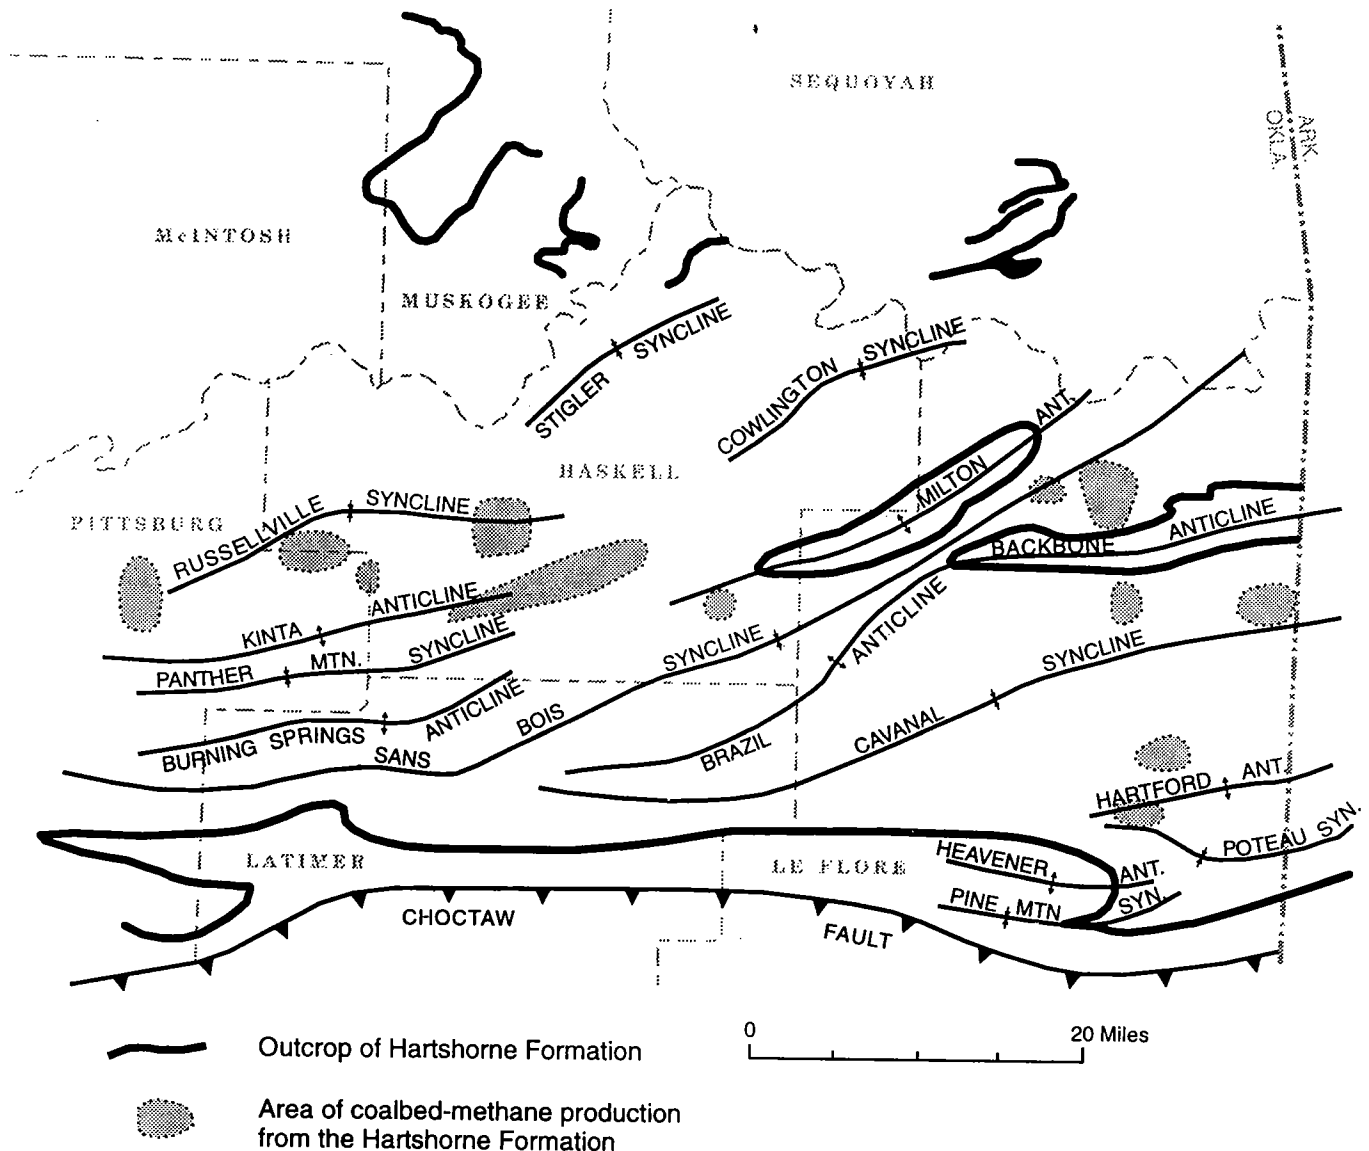 SEQUOYAH
OKLA.
ARK.
McINTOSH
MUSKOGEE
STIGLER SYNCLINE
COWLINGTON SYNCLINE
MILTON ANT.
HASKELL
PITTSBURG
RUSSELLVILLE SYNCLINE
BACKBONE ANTICLINE
KINTA ANTICLINE
PANTHER MTN. SYNCLINE
BURNING SPRINGS ANTICLINE
SANS BOIS SYNCLINE
BRAZIL ANTICLINE
CAVANAL SYNCLINE
HARTFORD ANT.
POTEAU SYN.
LATIMER
LE FLORE
HEAVENER ANT.
PINE MTN SYN.
CHOCTAW FAULT
0 20 Miles
Outcrop of Hartshorne Formation
Area of coalbed-methane production
from the Hartshorne Formation